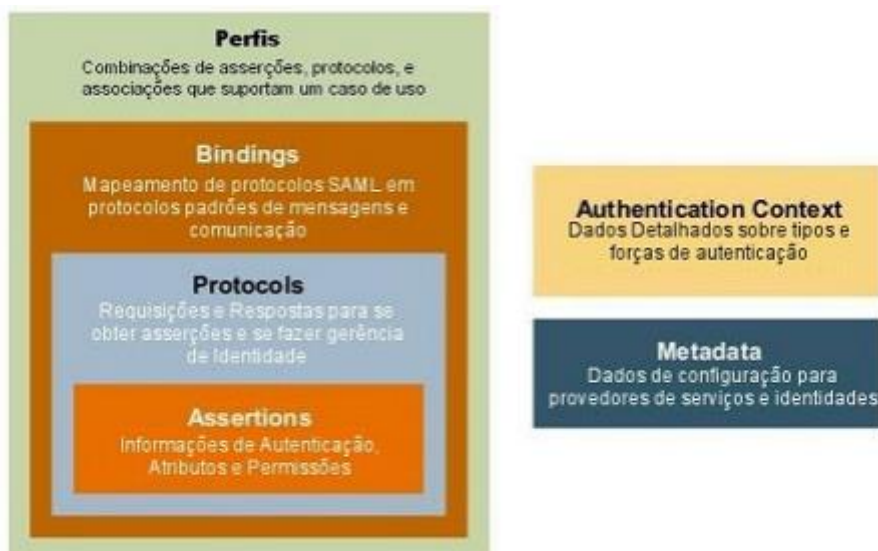 Perfis
Combinações de asserções, protocolos, e
associações que suportam um caso de uso
Bindings
Mapeamento de protocolos SAML em
protocolos padrões de mensagens e
comunicação
Protocols
Requisições e Respostas para se
obter asserções e se fazer gerência
de Identidade
Assertions
Informações de Autenticação,
Atributos e Permissões
Authentication Context
Dados Detalhados sobre tipos e
forças de autenticação
Metadata
Dados de configuração para
provedores de serviços e identidades